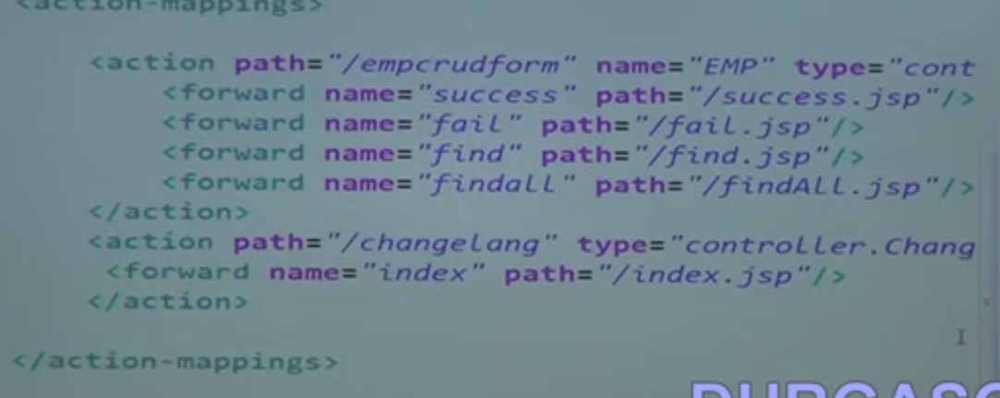 <action-mappings>
<action path="/empcrudform" name="EMP" type="cont
<forward name="success" path="/success.jsp"/>
<forward name="fail" path="/fail.jsp"/>
<forward name="find" path="/find.jsp"/>
<forward name="findall" path="/findAll.jsp"/>
</action>
<action path="/changelang" type="controller.Chang
<forward name="index" path="/index.jsp"/>
</action>
</action-mappings>